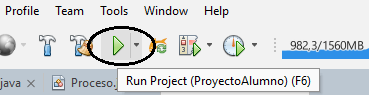 Profile Team Tools Window Help
982,3/1560MB
java Proceso.j
Run Project (ProyectoAlumno) (F6)